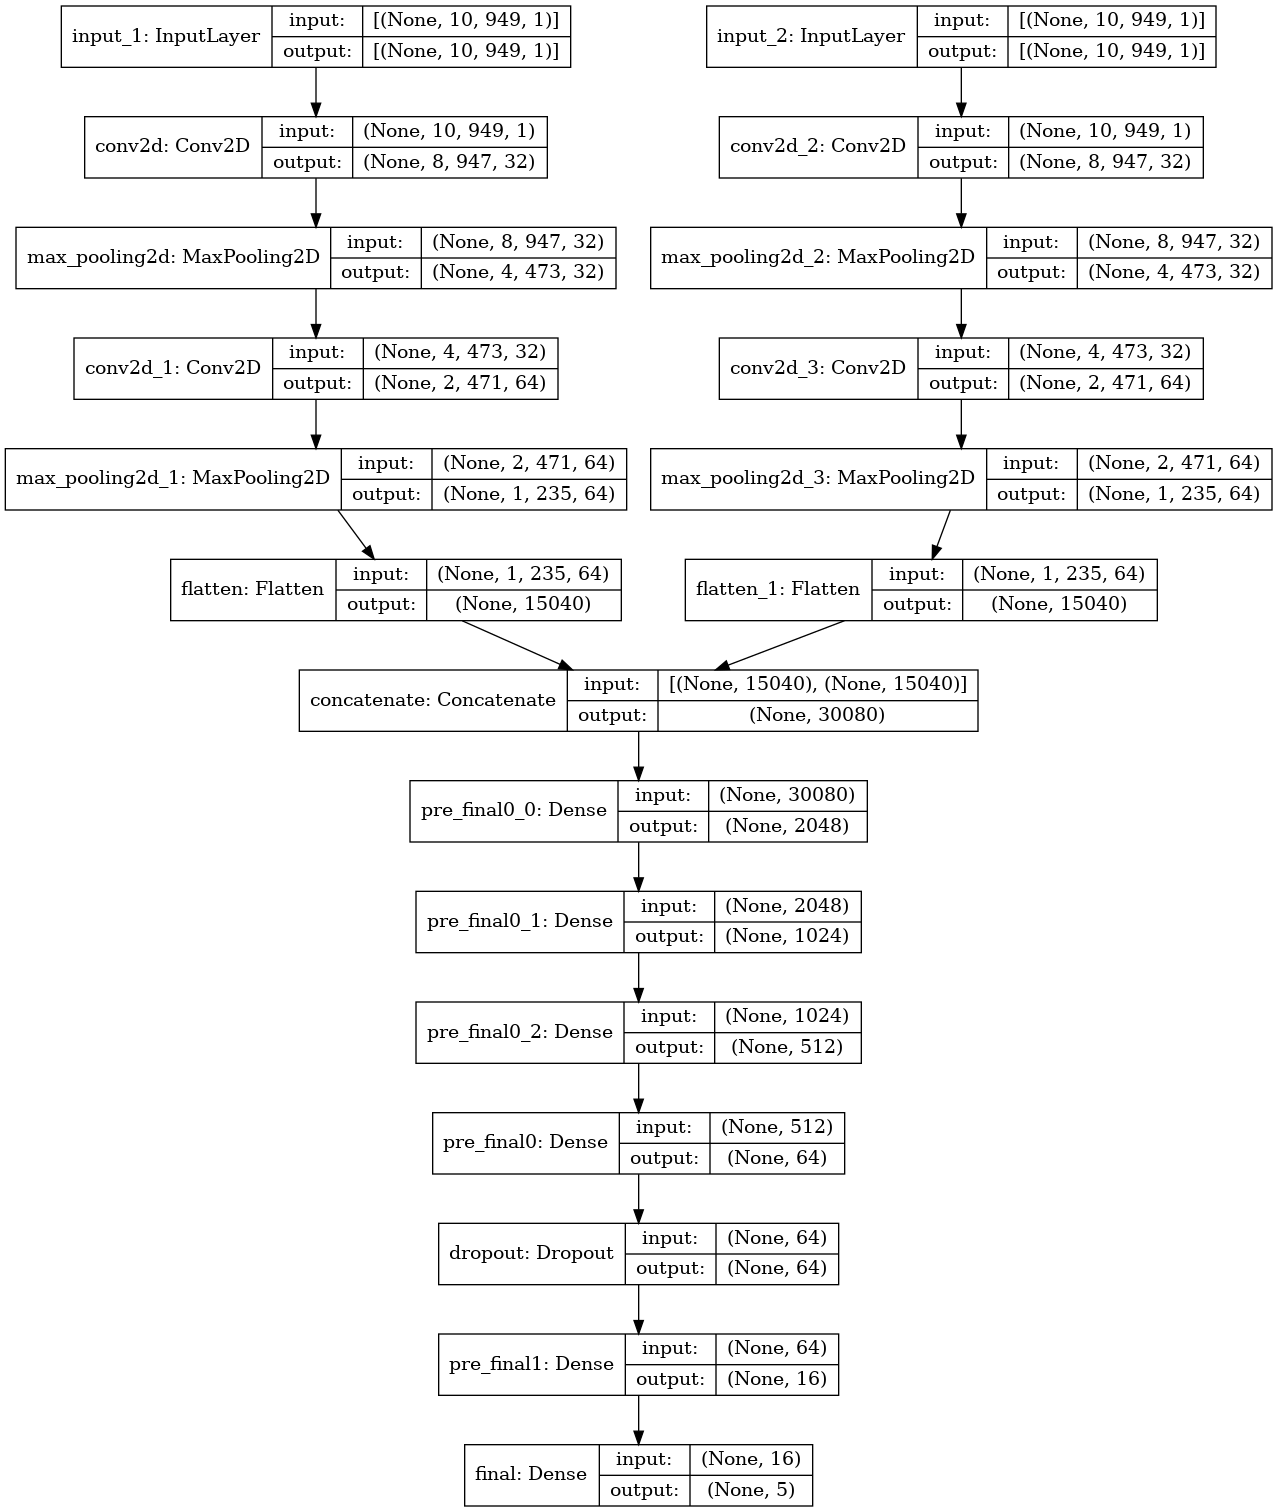 input_1: InputLayer
input: [(None, 10, 949, 1)]
output: [(None, 10, 949, 1)]
input_2: InputLayer
input: [(None, 10, 949, 1)]
output: [(None, 10, 949, 1)]
conv2d: Conv2D
input: (None, 10, 949, 1)
output: (None, 8, 947, 32)
conv2d_2: Conv2D
input: (None, 10, 949, 1)
output: (None, 8, 947, 32)
max_pooling2d: MaxPooling2D
input: (None, 8, 947, 32)
output: (None, 4, 473, 32)
max_pooling2d_2: MaxPooling2D
input: (None, 8, 947, 32)
output: (None, 4, 473, 32)
conv2d_1: Conv2D
input: (None, 4, 473, 32)
output: (None, 2, 471, 64)
conv2d_3: Conv2D
input: (None, 4, 473, 32)
output: (None, 2, 471, 64)
max_pooling2d_1: MaxPooling2D
input: (None, 2, 471, 64)
output: (None, 1, 235, 64)
max_pooling2d_3: MaxPooling2D
input: (None, 2, 471, 64)
output: (None, 1, 235, 64)
flatten: Flatten
input: (None, 1, 235, 64)
output: (None, 15040)
flatten_1: Flatten
input: (None, 1, 235, 64)
output: (None, 15040)
concatenate: Concatenate
input: [(None, 15040), (None, 15040)]
output: (None, 30080)
pre_final0_0: Dense
input: (None, 30080)
output: (None, 2048)
pre_final0_1: Dense
input: (None, 2048)
output: (None, 1024)
pre_final0_2: Dense
input: (None, 1024)
output: (None, 512)
pre_final0: Dense
input: (None, 512)
output: (None, 64)
dropout: Dropout
input: (None, 64)
output: (None, 64)
pre_final1: Dense
input: (None, 64)
output: (None, 16)
final: Dense
input: (None, 16)
output: (None, 5)